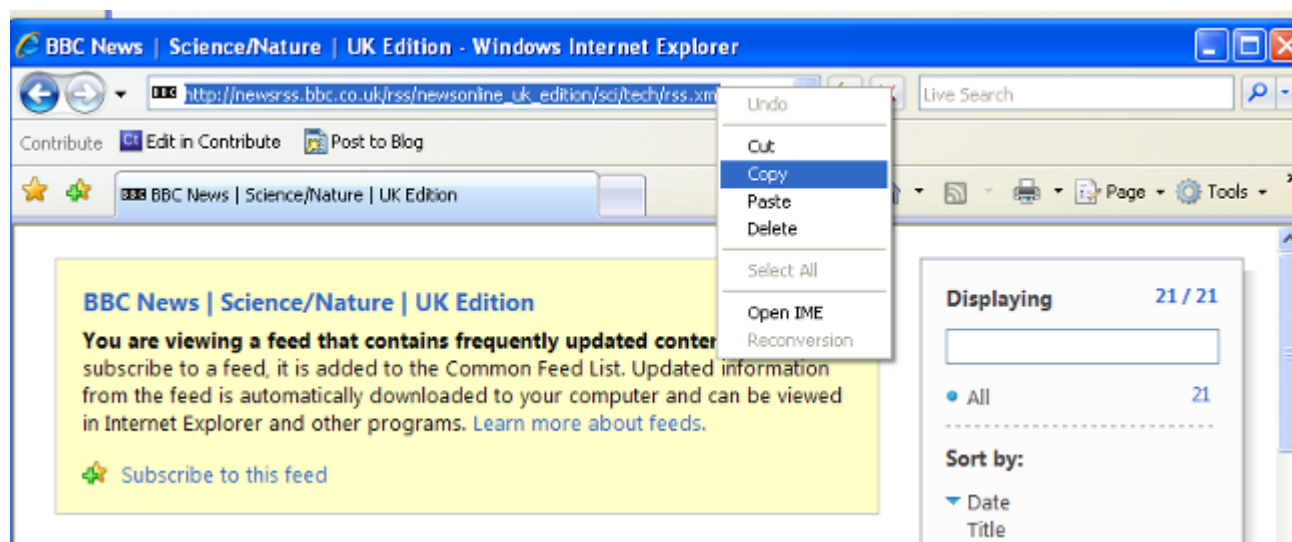 BBC News | Science/Nature | UK Edition - Windows Internet Explorer
BBC http://newsrss.bbc.co.uk/rss/newsonline_uk_edition/sci/tech/rss.xm
Live Search
Contribute Edit in Contribute Post to Blog
BBC BBC News | Science/Nature | UK Edition
Page Tools
Undo
Cut
Copy
Paste
Delete
Select All
Open IME
Reconversion
BBC News | Science/Nature | UK Edition
You are viewing a feed that contains frequently updated
subscribe to a feed, it is added to the Common Feed List. Updated information
from the feed is automatically downloaded to your computer and can be viewed
in Internet Explorer and other programs. Learn more about feeds.
Subscribe to this feed
Displaying 21 / 21
All 21
Sort by:
Date
Title